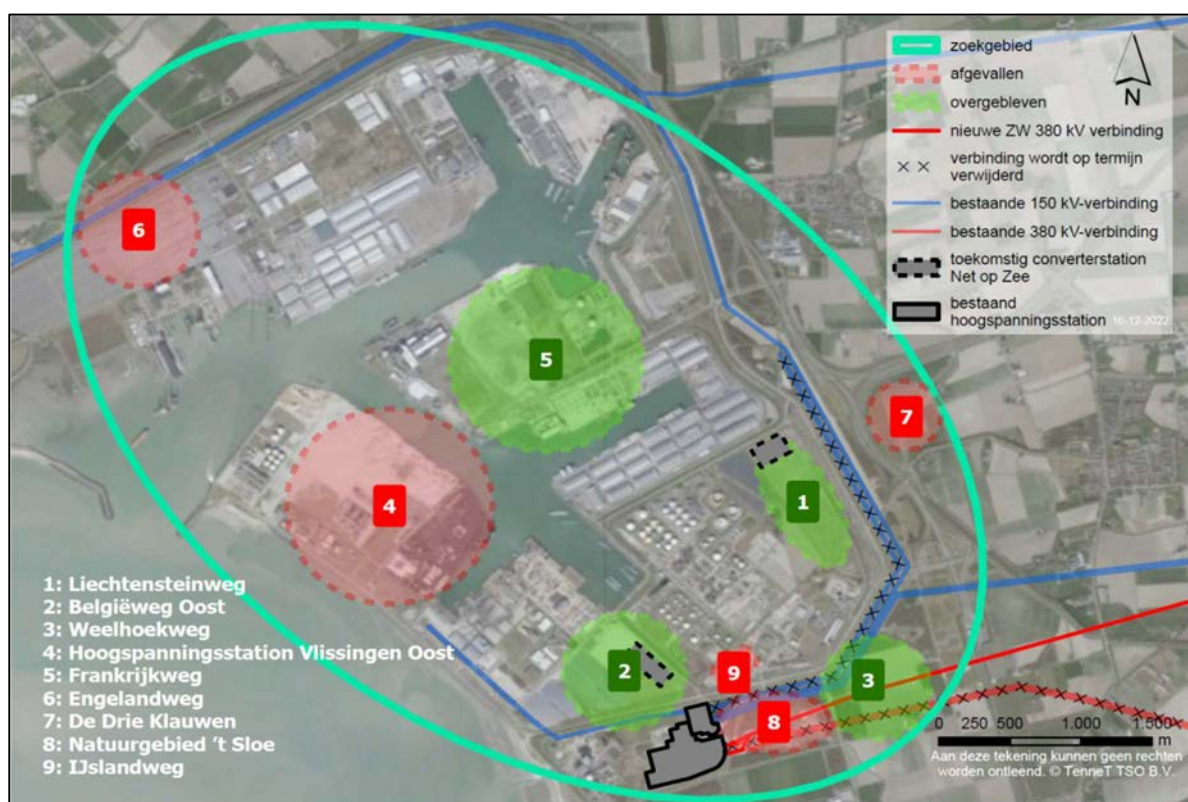 zoekgebied
afgevallen
overgebleven
nieuwe ZW 380 kV verbinding
verbinding wordt op termijn
verwijderd
bestaande 150 kV-verbinding
bestaande 380 kV-verbinding
toekomstig converterstation
Net op Zee
bestaand
hoogspanningsstation
16-12-2022
N
6
5
7
4
1
2
9
3
8
1: Liechtensteinweg
2: Belgiëweg Oost
3: Weelhoekweg
4: Hoogspanningsstation Vlissingen Oost
5: Frankrijkweg
6: Engelandweg
7: De Drie Klauwen
8: Natuurgebied 't Sloe
9: IJslandweg
0 250 500 1.000 1.500
m
Aan deze tekening kunnen geen rechten
worden ontleend. © TenneT TSO B.V.